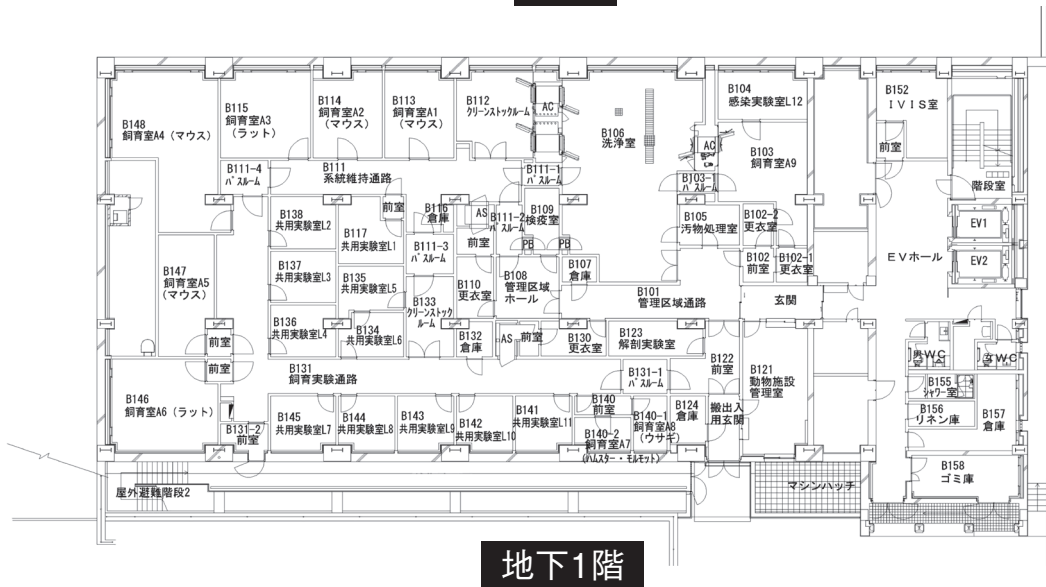 B148
飼育室A4（マウス）
B115
飼育室A3
（ラット）
B114
飼育室A2
（マウス）
B113
飼育室A1
（マウス）
B112
クリーンストックルーム
AC
B106
洗浄室
AC
B104
感染実験室L12
B103
飼育室A9
B152
ＩＶＩＳ室
前室
階段室
B111-4
パスルーム
B111
系統維持通路
前室
B116
倉庫
AS
前室
B111-2
パスルーム
B111-1
パスルーム
B109
検疫室
PB
PB
B103-1
パスルーム
B105
汚物処理室
B102-2
更衣室
B102
前室
B102-1
更衣室
EV1
EV2
ＥＶホール
B138
共用実験室L2
B117
共用実験室L1
B111-3
パスルーム
B137
共用実験室L3
B135
共用実験室L5
B133
クリーンストック
ルーム
B110
更衣室
B108
管理区域
ホール
B107
倉庫
B101
管理区域通路
玄関
B147
飼育室A5
（マウス）
B136
共用実験室L4
B134
共用実験室L6
B132
倉庫
AS
前室
B130
更衣室
B123
解剖実験室
B122
前室
B121
動物施設
管理室
男ＷＣ
女ＷＣ
前室
前室
B131
飼育実験通路
B131-1
パスルーム
B146
飼育室A6（ラット）
B131-2
前室
B145
共用実験室L7
B144
共用実験室L8
B143
共用実験室L9
B142
共用実験室L10
B141
共用実験室L11
B140
前室
B140-2
飼育室A7
（ハムスター・モルモット）
B140-1
飼育室A8
（ウサギ）
B124
倉庫
搬出入
用玄関
B155
シャワー室
B156
リネン庫
B157
倉庫
B158
ゴミ庫
屋外避難階段2
マシンハッチ
地下1階